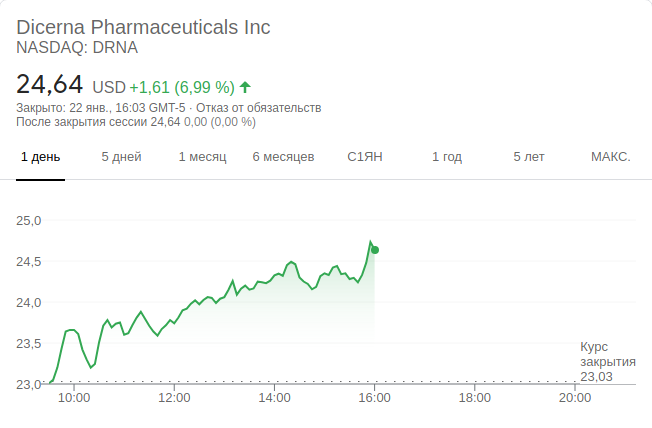 Dicerna Pharmaceuticals Inc
NASDAQ: DRNA
24,64 USD +1,61 (6,99 %)
Закрыто: 22 янв., 16:03 GMT-5 · Отказ от обязательств
После закрытия сессии 24,64 0,00 (0,00 %)
1 день 5 дней 1 месяц 6 месяцев С1ЯН 1 год 5 лет МАКС.
25,0
24,5
24,0
23,5
23,0
Курс
закрытия
23,03
10:00 12:00 14:00 16:00 18:00 20:00